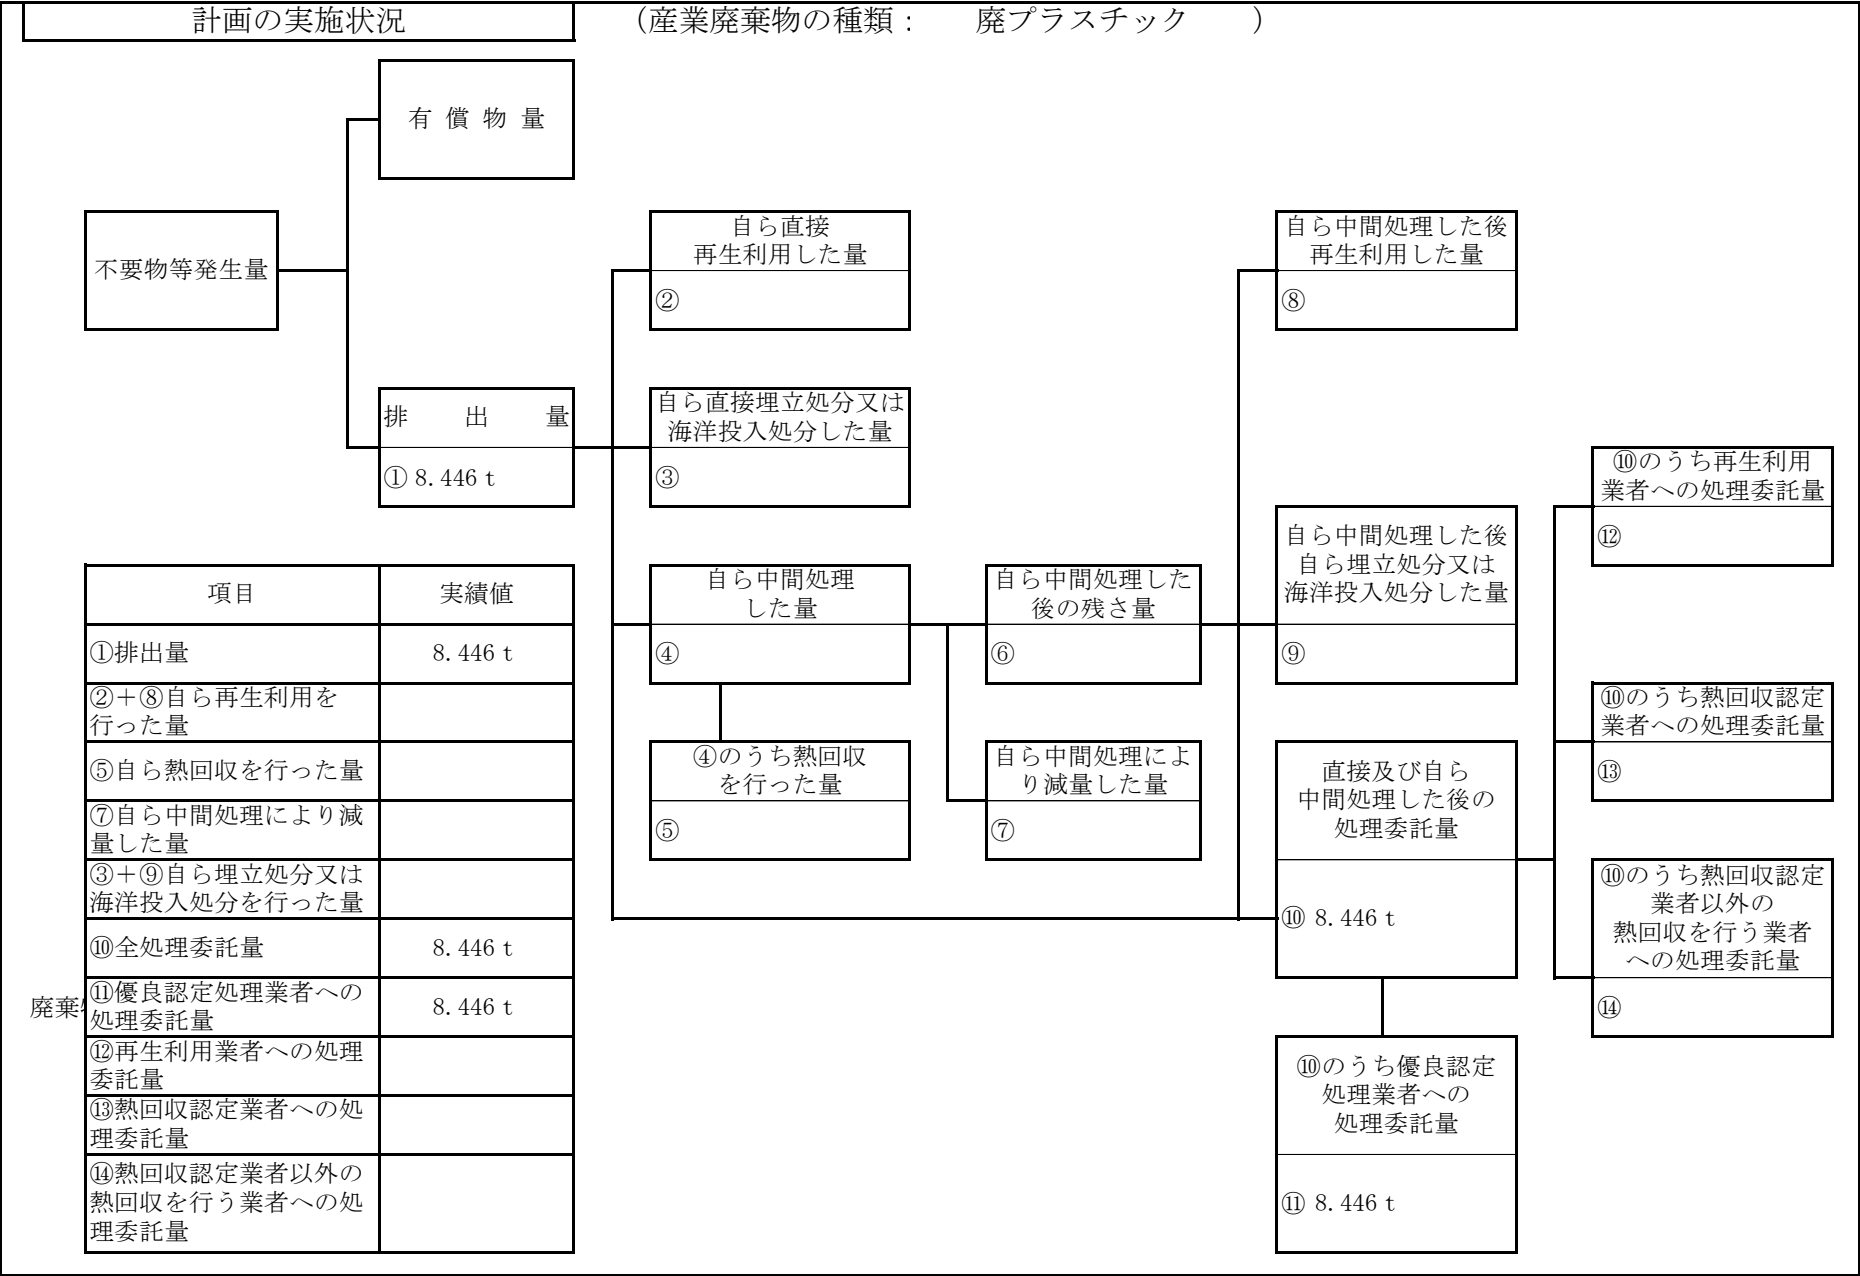 計画の実施状況
（産業廃棄物の種類： 廃プラスチック ）
有 償 物 量
不要物等発生量
自ら直接
再生利用した量
②
自ら中間処理した後
再生利用した量
⑧
排 出 量
① 8.446 t
自ら直接埋立処分又は
海洋投入処分した量
③
⑩のうち再生利用
業者への処理委託量
⑫
自ら中間処理した後
自ら埋立処分又は
海洋投入処分した量
⑨
自ら中間処理
した量
④
自ら中間処理した
後の残さ量
⑥
④のうち熱回収
を行った量
⑤
自ら中間処理によ
り減量した量
⑦
⑩のうち熱回収認定
業者への処理委託量
⑬
直接及び自ら
中間処理した後の
処理委託量
⑩ 8.446 t
⑩のうち熱回収認定
業者以外の
熱回収を行う業者
への処理委託量
⑭
⑩のうち優良認定
処理業者への
処理委託量
⑪ 8.446 t
項目 実績値
①排出量 8.446 t
②＋⑧自ら再生利用を
行った量
⑤自ら熱回収を行った量
⑦自ら中間処理により減
量した量
③＋⑨自ら埋立処分又は
海洋投入処分を行った量
⑩全処理委託量 8.446 t
廃棄
⑪優良認定処理業者への
処理委託量 8.446 t
⑫再生利用業者への処理
委託量
⑬熱回収認定業者への処
理委託量
⑭熱回収認定業者以外の
熱回収を行う業者への処
理委託量